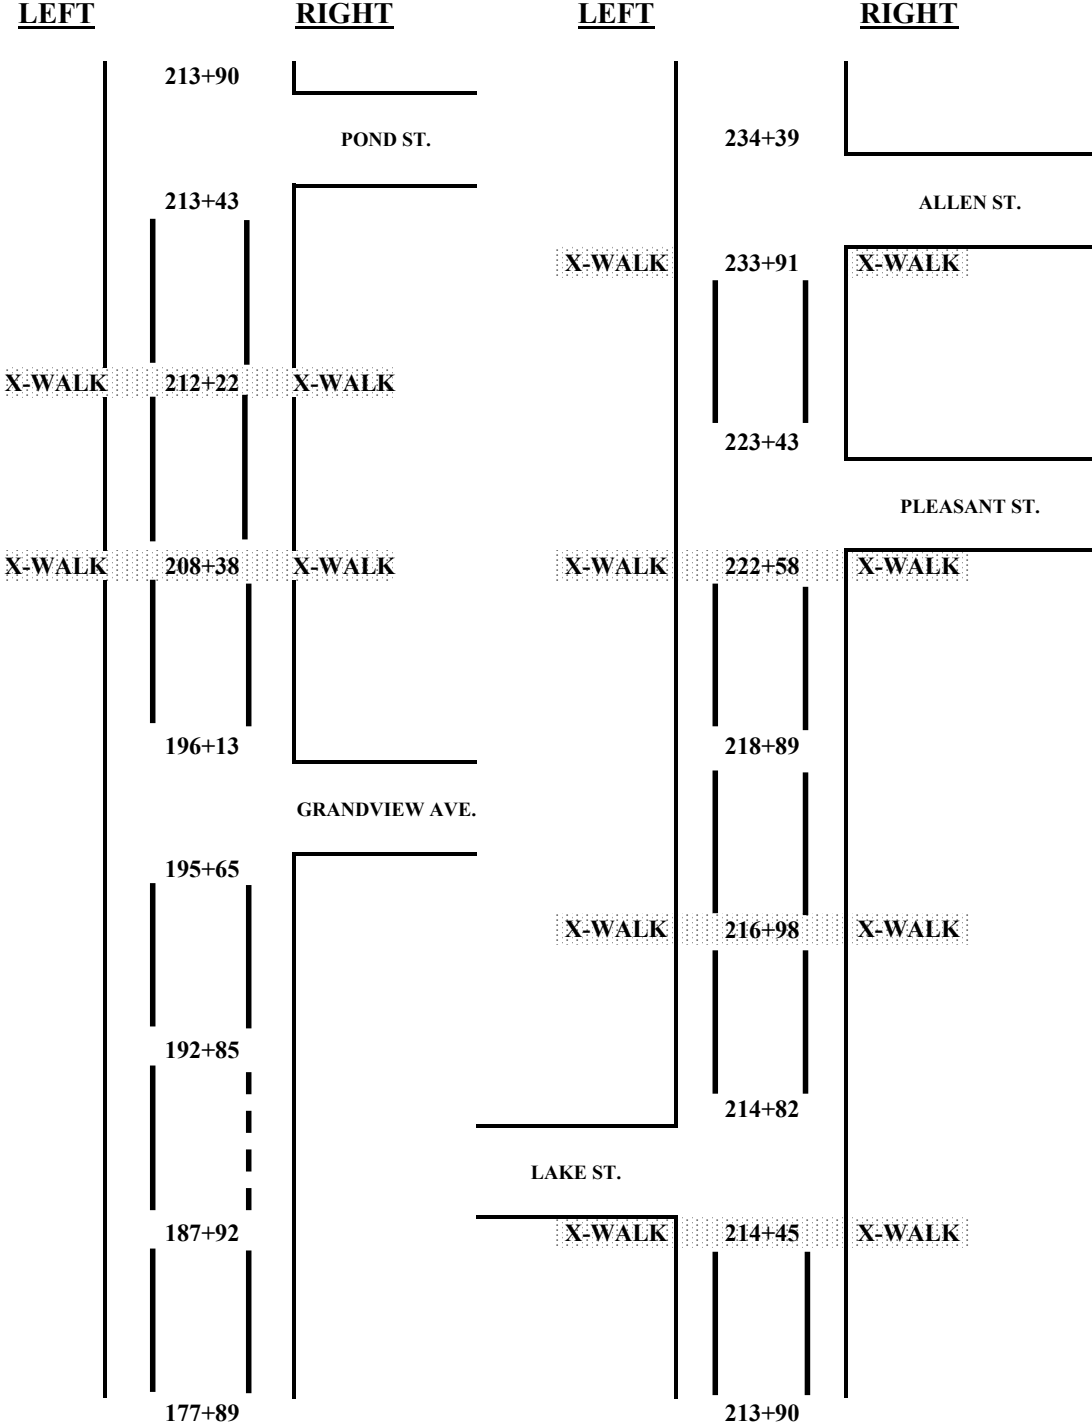 LEFT RIGHT
213+90
POND ST.
213+43
X-WALK 212+22 X-WALK
X-WALK 208+38 X-WALK
196+13
GRANDVIEW AVE.
195+65
192+85
187+92
177+89
LEFT RIGHT
234+39
ALLEN ST.
X-WALK 233+91 X-WALK
223+43
PLEASANT ST.
X-WALK 222+58 X-WALK
218+89
X-WALK 216+98 X-WALK
214+82
LAKE ST.
X-WALK 214+45 X-WALK
213+90